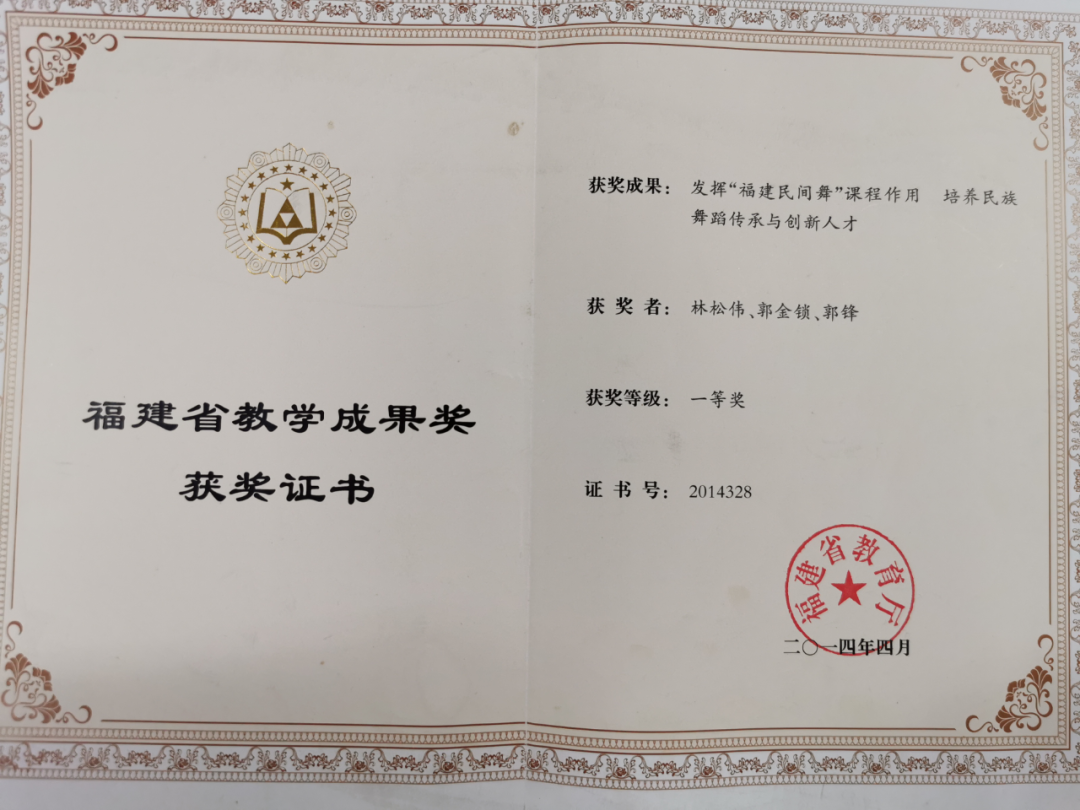 福建省教学成果奖
获奖证书
获奖成果：发挥“福建民间舞”课程作用　培养民族
舞蹈传承与创新人才
获奖者：林松伟、郭金锁、郭锋
获奖等级：一等奖
证书号：2014328
福建省教育厅
二〇一四年四月